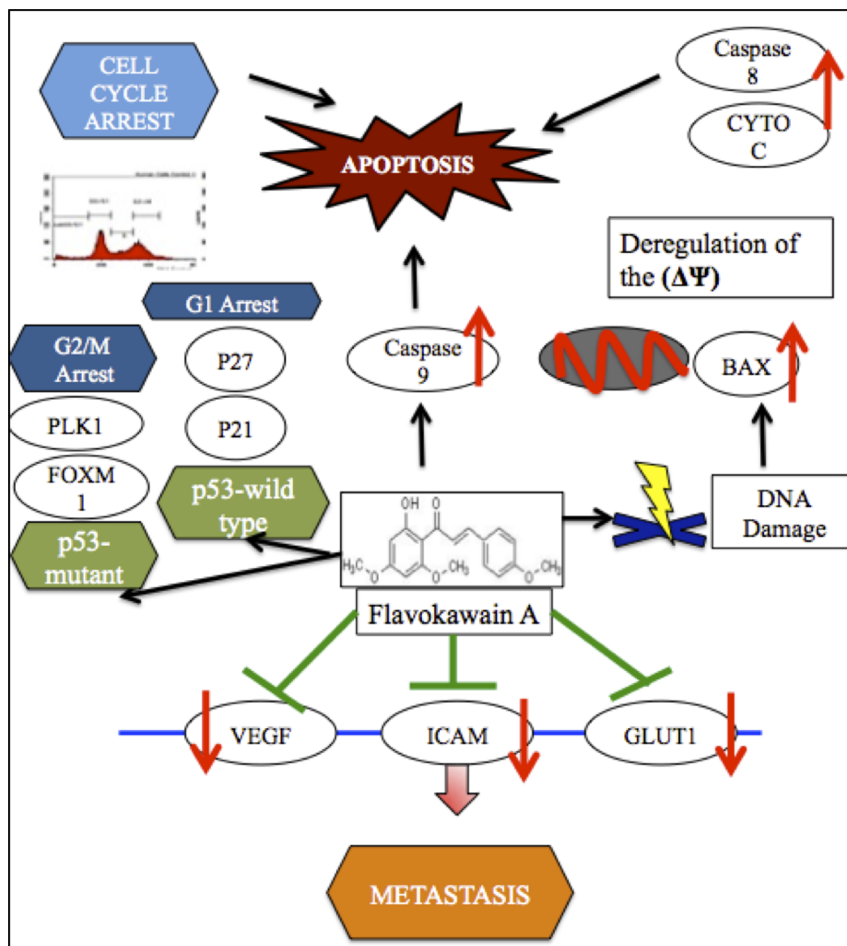 CELL
CYCLE
ARREST
Caspase
8
CYTO
C
APOPTOSIS
Deregulation of
the (ΔΨ)
G1 Arrest
G2/M
Arrest
P27
Caspase
9
BAX
PLK1
P21
FOXM
1
p53-wild
type
DNA
Damage
p53-
mutant
OH
O
H₃C
O
O
CH₃
O
CH₃
Flavokawain A
VEGF
ICAM
GLUT1
METASTASIS